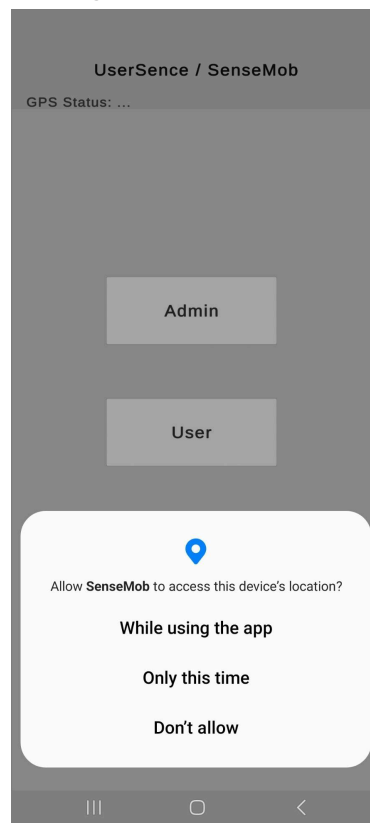 UserSence / SenseMob
GPS Status: ...
Admin
User
Allow SenseMob to access this device's location?
While using the app
Only this time
Don't allow